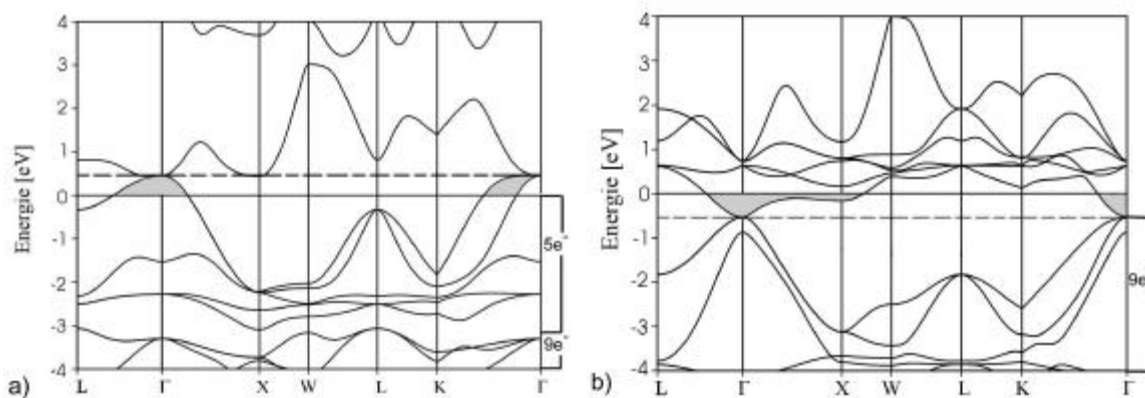 4
3
2
1
0
-1
-2
-3
-4
Energie [eV]
L Γ X W L K Γ
5e⁻
9e⁻
a)
4
3
2
1
0
-1
-2
-3
-4
Energie [eV]
L Γ X W L K Γ
9e
b)